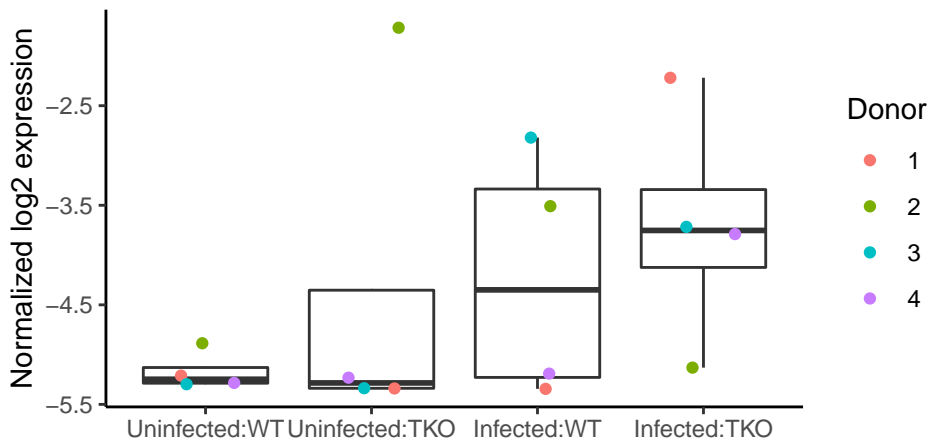 Normalized log2 expression
−2.5
−3.5
−4.5
−5.5
Uninfected:WT
Uninfected:TKO
Infected:WT
Infected:TKO
Donor
1
2
3
4